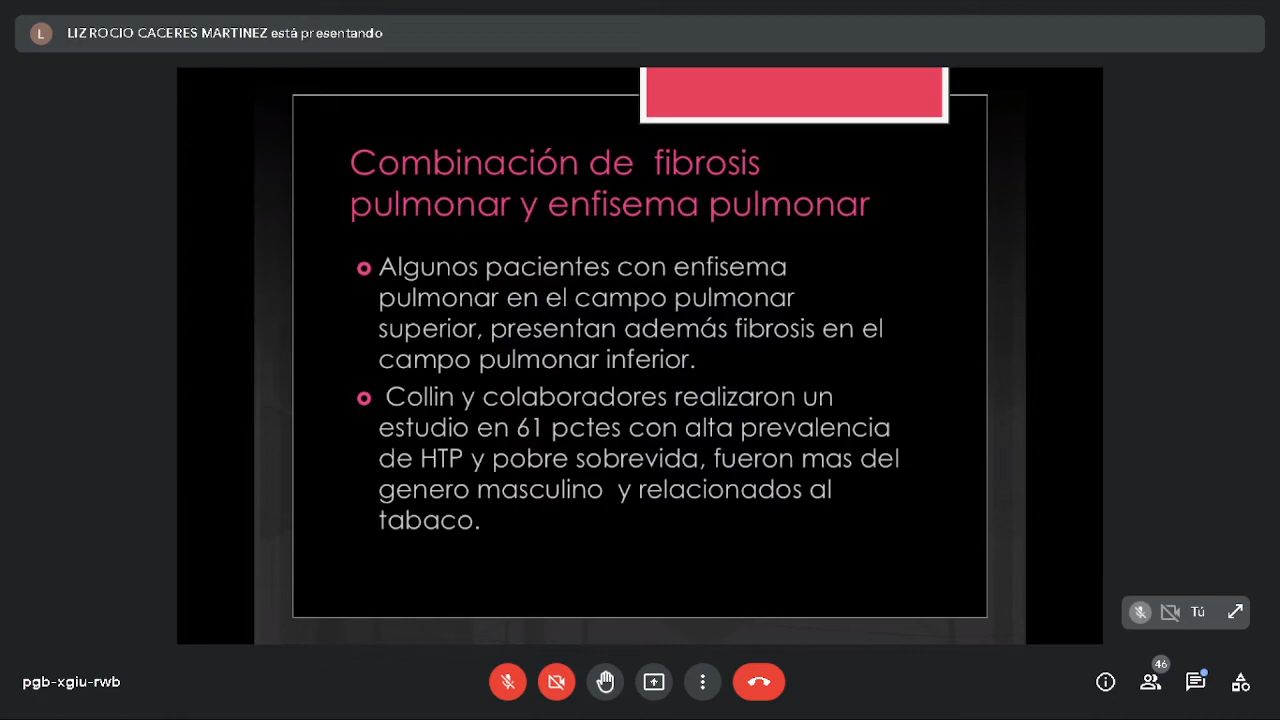 L
LIZ ROCIO CACERES MARTINEZ está presentando
Combinación de fibrosis
pulmonar y enfisema pulmonar
Algunos pacientes con enfisema
pulmonar en el campo pulmonar
superior, presentan además fibrosis en el
campo pulmonar inferior.
Collin y colaboradores realizaron un
estudio en 61 pctes con alta prevalencia
de HTP y pobre sobrevida, fueron mas del
genero masculino y relacionados al
tabaco.
Tú
pgb-xgiu-rwb
46